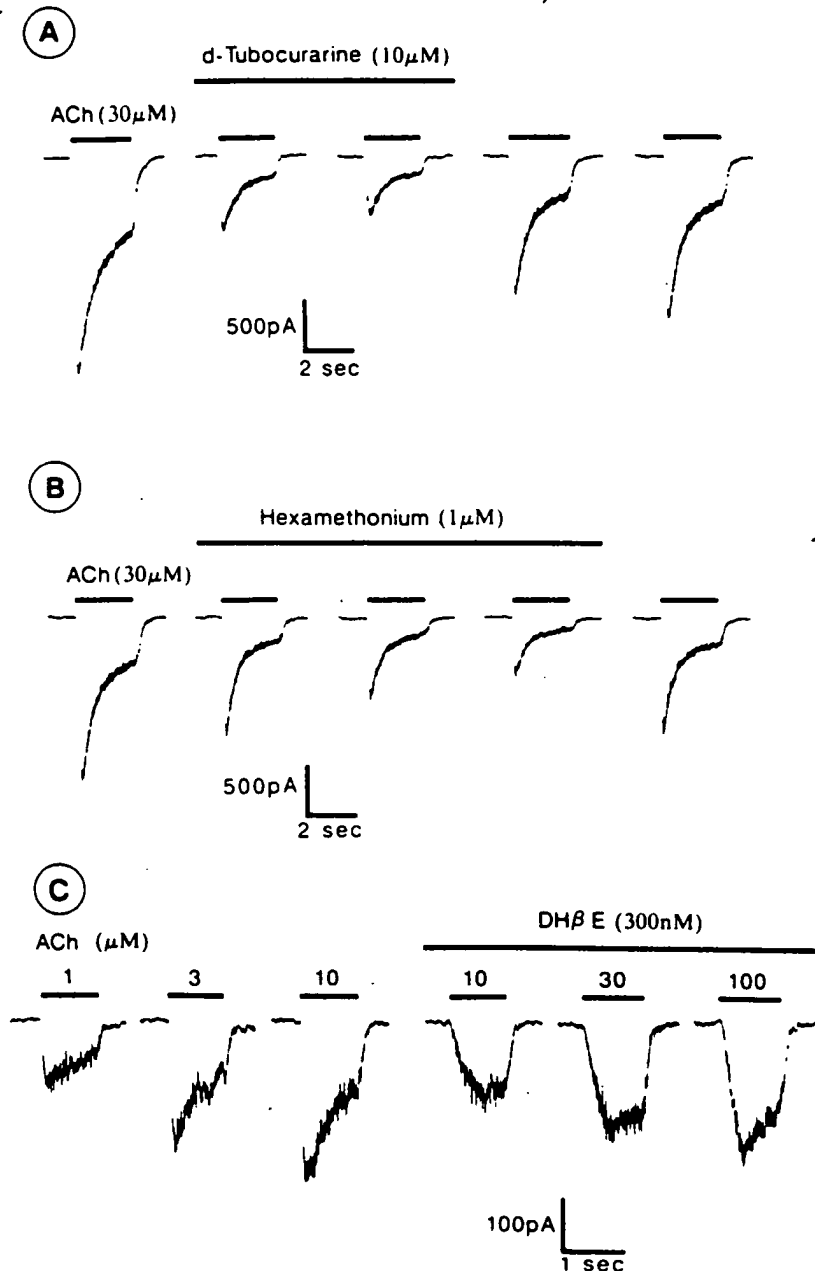 A
d-Tubocurarine (10μM)
ACh (30μM)
500pA
2 sec
B
Hexamethonium (1μM)
ACh (30μM)
500pA
2 sec
C
DHβE (300nM)
ACh (μM)
1 3 10 10 30 100
100pA
1 sec